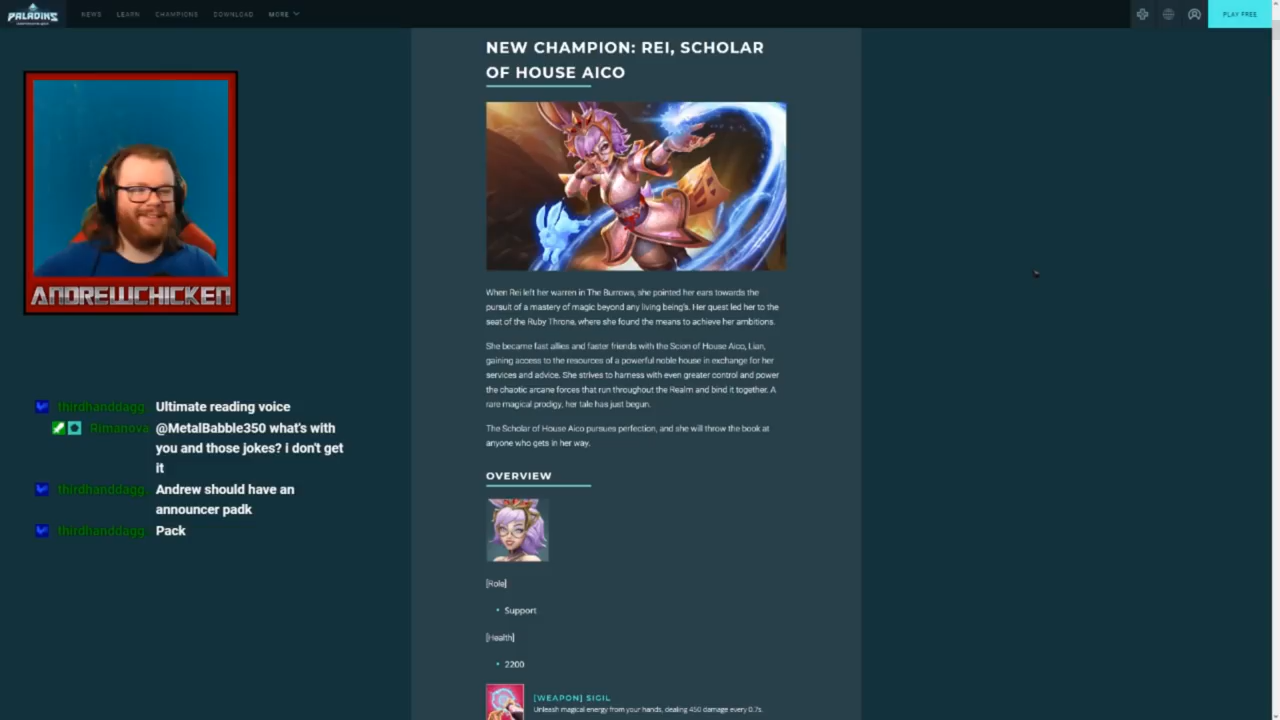 PALADINS
NEWS LEARN CHAMPIONS DOWNLOAD MORE
PLAY FREE
NEW CHAMPION: REI, SCHOLAR
OF HOUSE AICO
ANDREWCHICKEN
When Rei left her warren in The Burrows, she pointed her ears towards the
pursuit of a mastery of magic beyond any living being's. Her quest led her to the
seat of the Ruby Throne, where she found the means to achieve her ambitions.
She became fast allies and faster friends with the Scion of House Aico, Lian,
gaining access to the resources of a powerful noble house in exchange for her
services and advice. She strives to harness with even greater control and power
the chaotic arcane forces that run throughout the Realm and bind it together. A
rare magical prodigy, her tale has just begun.
The Scholar of House Aico pursues perfection, and she will throw the book at
anyone who gets in her way.
thirdhanddagg Ultimate reading voice
Rimanova @MetalBabble350 what's with
you and those jokes? i don't get
it
thirdhanddagg Andrew should have an
announcer padk
thirdhanddagg Pack
OVERVIEW
[Role]
• Support
[Health]
• 2200
[WEAPON] SIGIL
Unleash magical energy from your hands, dealing 450 damage every 0.7s.